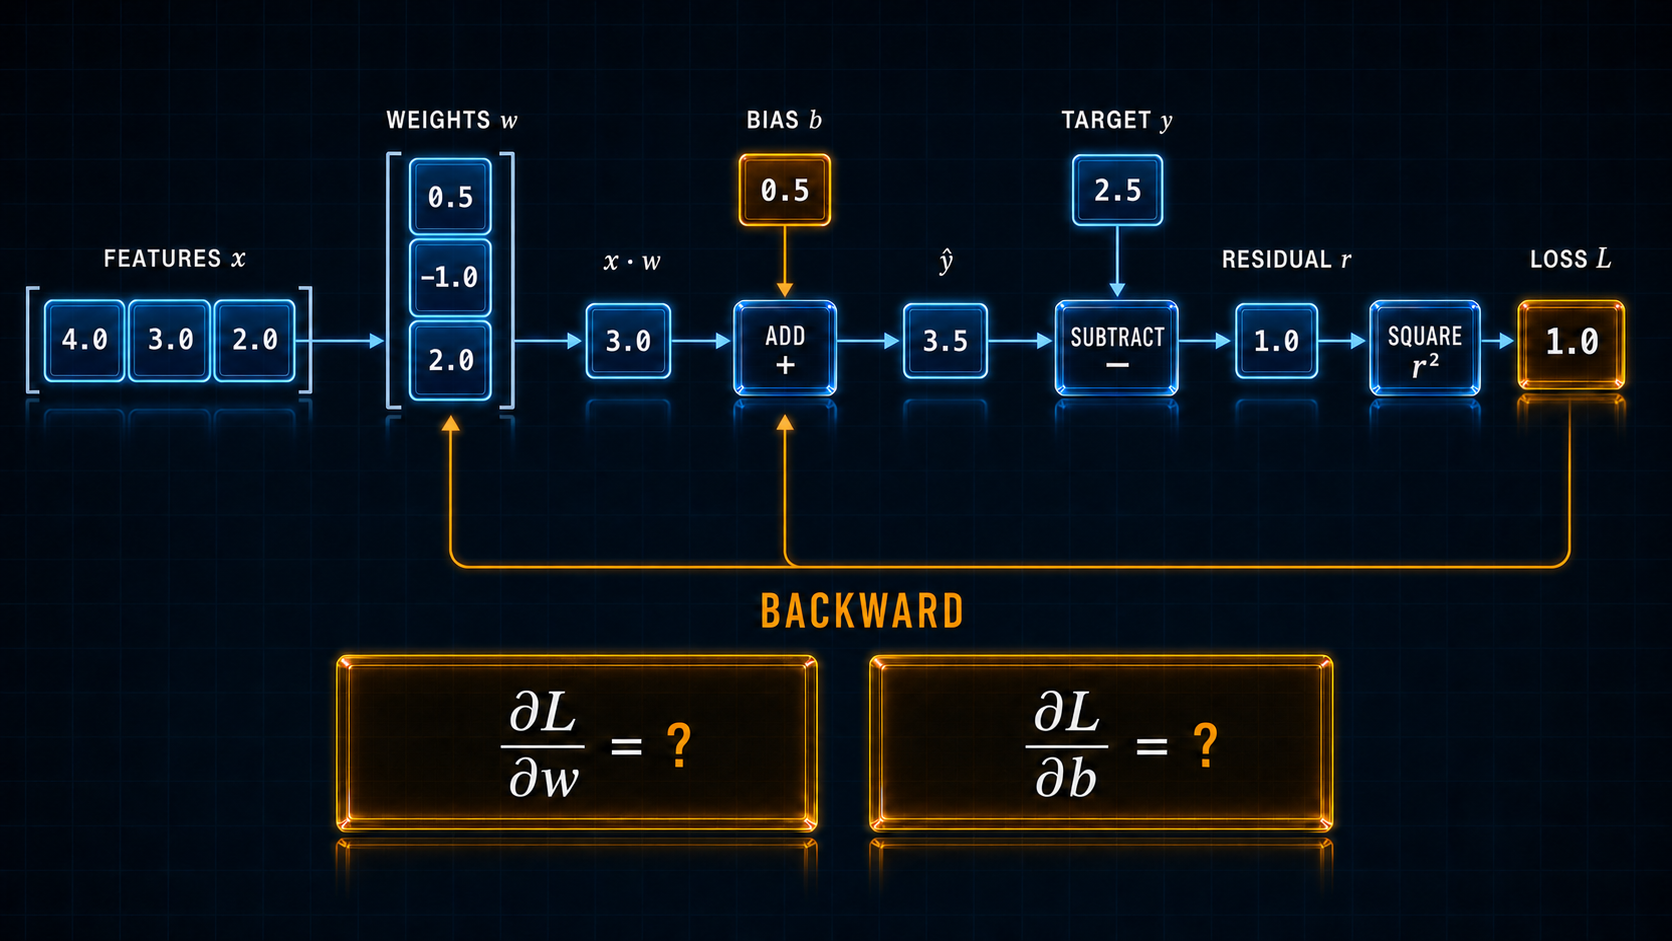 WEIGHTS w
BIAS b
TARGET y
0.5
0.5
2.5
−1.0
2.0
FEATURES x
x · w
ŷ
RESIDUAL r
LOSS L
4.0 3.0 2.0
3.0
ADD
+
3.5
SUBTRACT
−
1.0
SQUARE
r²
1.0
BACKWARD
∂L/∂w = ?
∂L/∂b = ?